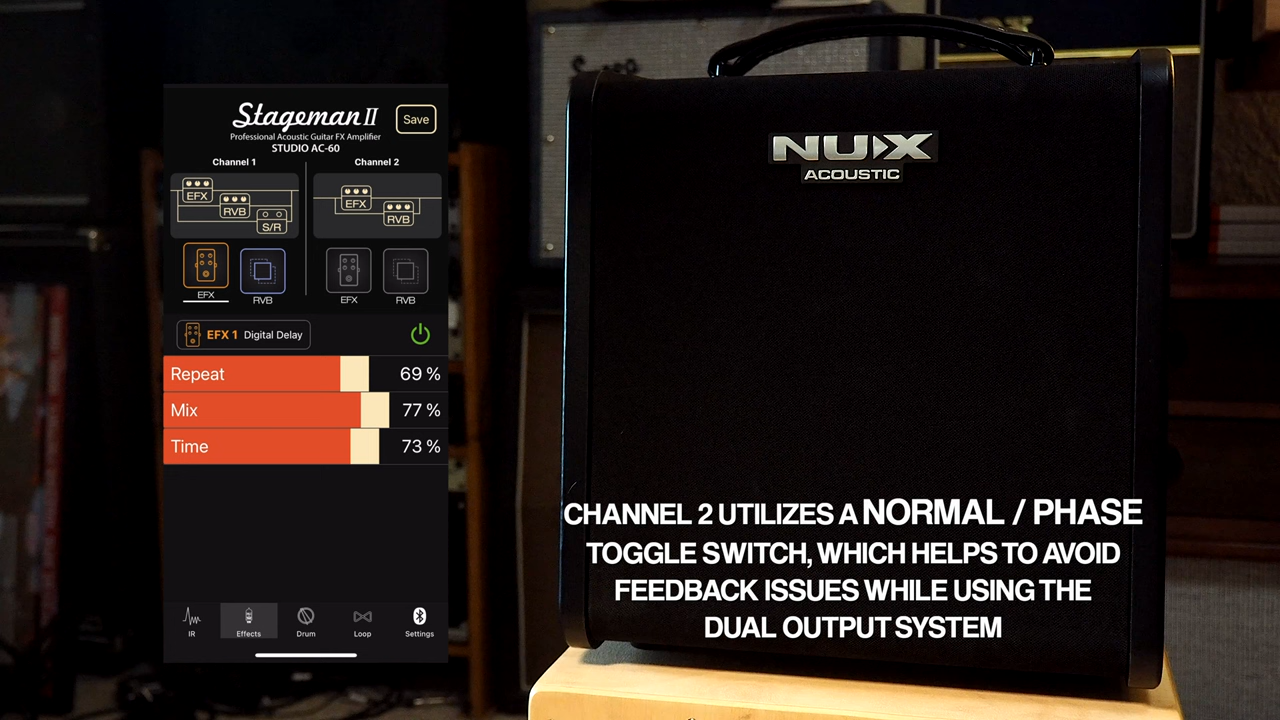 Stageman II
Save
Professional Acoustic Guitar FX Amplifier
STUDIO AC-60
Channel 1
Channel 2
EFX
RVB
S/R
EFX
RVB
EFX
RVB
EFX
RVB
EFX 1 Digital Delay
Repeat 69 %
Mix 77 %
Time 73 %
IR
Effects
Drum
Loop
Settings
NUX
ACOUSTIC
CHANNEL 2 UTILIZES A NORMAL / PHASE
TOGGLE SWITCH, WHICH HELPS TO AVOID
FEEDBACK ISSUES WHILE USING THE
DUAL OUTPUT SYSTEM